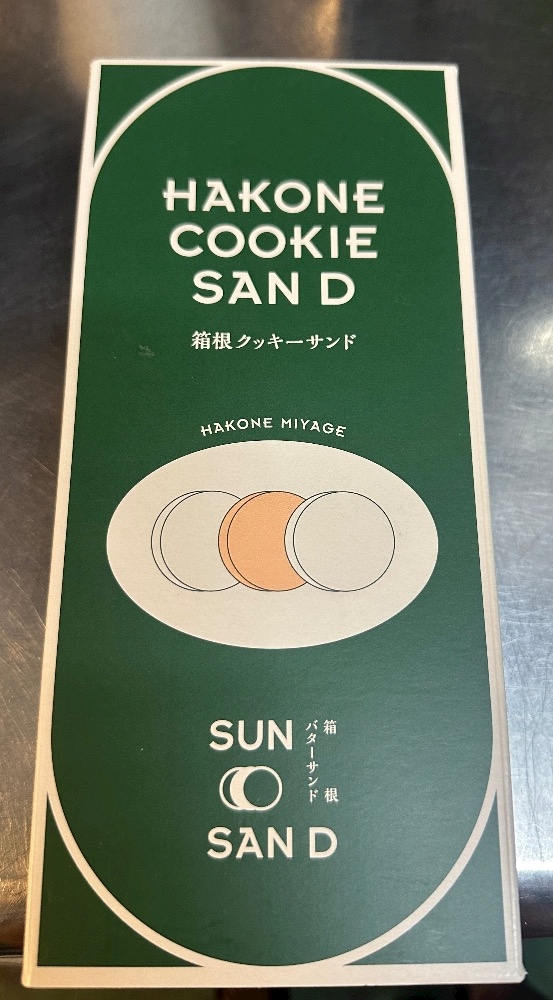 HAKONE
COOKIE
SAN D
箱根クッキーサンド
HAKONE MIYAGE
SUN
箱根
バターサンド
SAN D